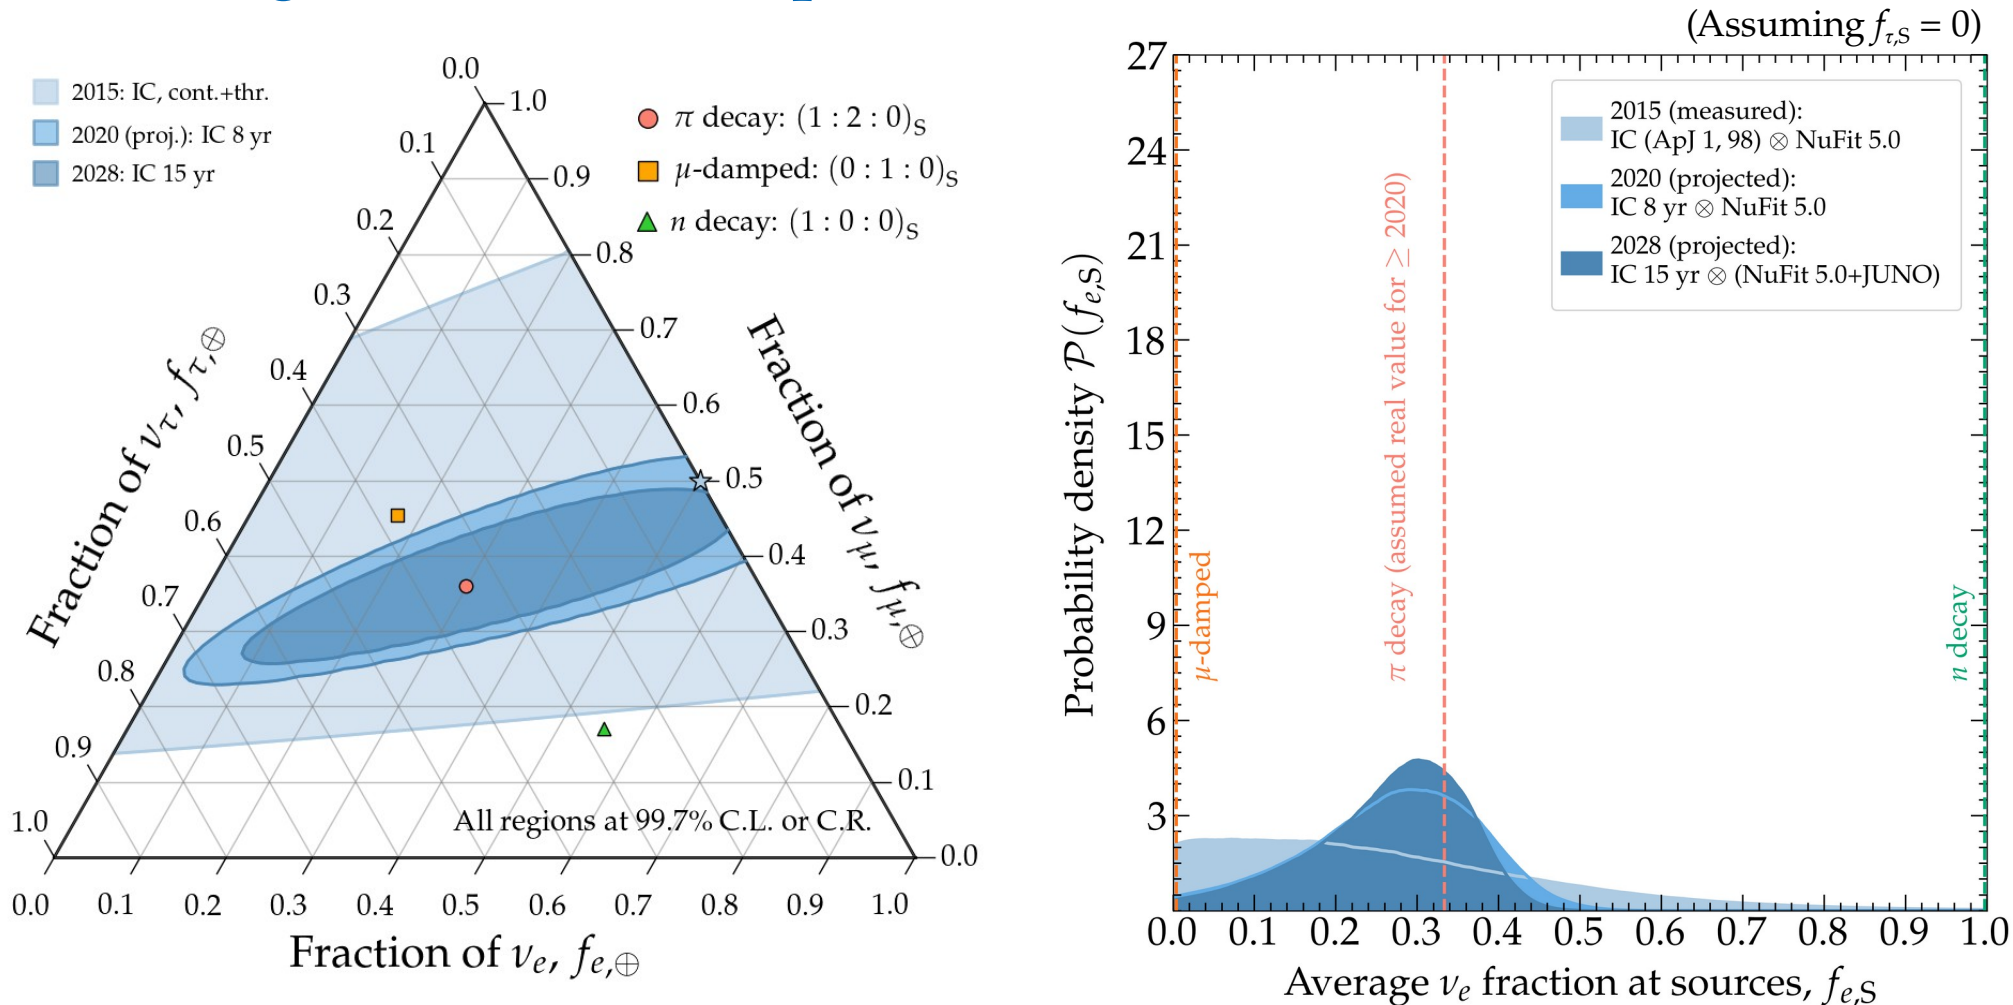 2015: IC, cont.+thr.
2020 (proj.): IC 8 yr
2028: IC 15 yr
π decay: (1 : 2 : 0)S
μ-damped: (0 : 1 : 0)S
n decay: (1 : 0 : 0)S
Fraction of ντ, fτ,⊕
0.0
0.1
0.2
0.3
0.4
0.5
0.6
0.7
0.8
0.9
1.0
Fraction of νμ, fμ,⊕
1.0
0.9
0.8
0.7
0.6
0.5
0.4
0.3
0.2
0.1
0.0
All regions at 99.7% C.L. or C.R.
0.0 0.1 0.2 0.3 0.4 0.5 0.6 0.7 0.8 0.9 1.0
Fraction of νe, fe,⊕
(Assuming fτ,S = 0)
Probability density P(fe,S)
27
24
21
18
15
12
9
6
3
2015 (measured):
IC (ApJ 1, 98) ⊗ NuFit 5.0
2020 (projected):
IC 8 yr ⊗ NuFit 5.0
2028 (projected):
IC 15 yr ⊗ (NuFit 5.0+JUNO)
μ-damped
π decay (assumed real value for ≥ 2020)
n decay
0.0 0.1 0.2 0.3 0.4 0.5 0.6 0.7 0.8 0.9 1.0
Average νe fraction at sources, fe,S